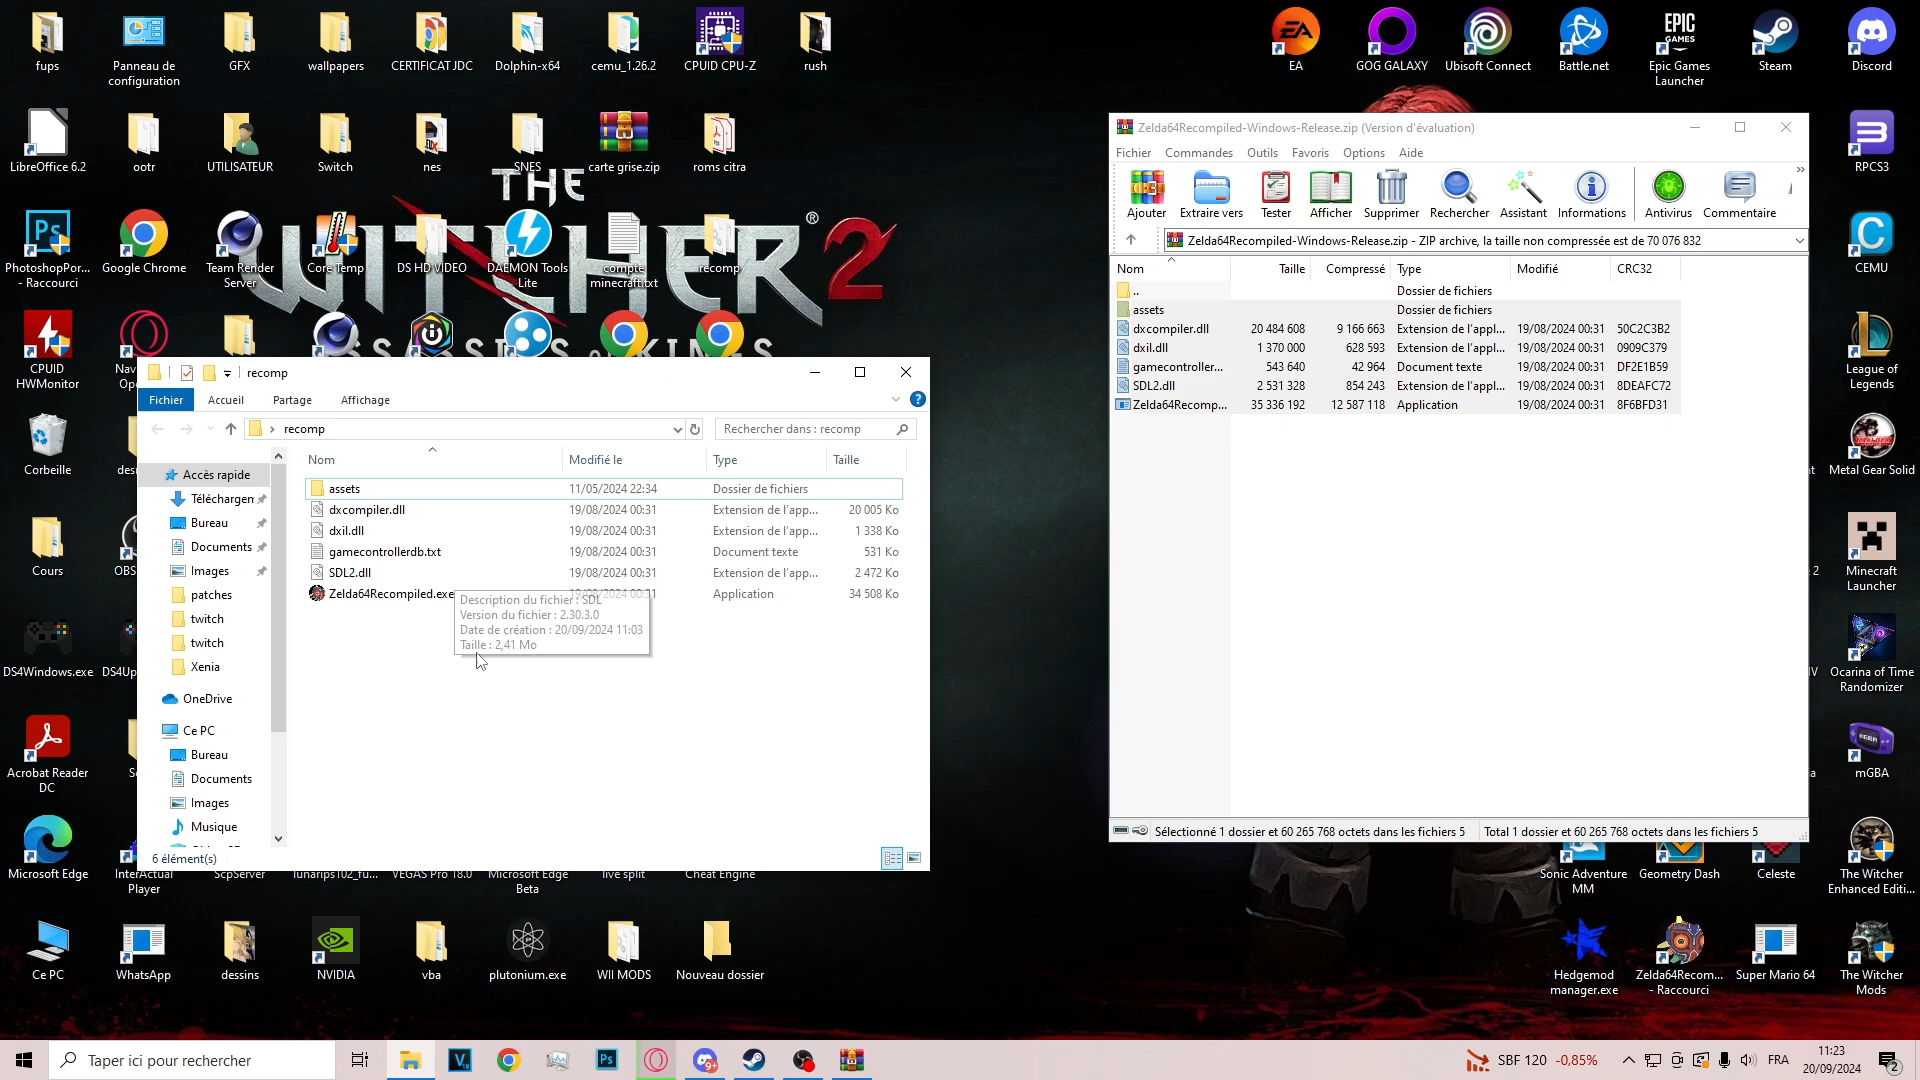 fups
Panneau de configuration
GFX
wallpapers
CERTIFICAT JDC
Dolphin-x64
cemu_1.26.2
CPUID CPU-Z
rush
EA
GOG GALAXY
Ubisoft Connect
Battle.net
EPIC GAMES
Epic Games Launcher
Steam
Discord
LibreOffice 6.2
ootr
UTILISATEUR
Switch
nes
SNES
carte grise.zip
roms citra
RPCS3
THE WITCHER® 2
ASSASSINS OF KINGS
PhotoshopPor... - Raccourci
Google Chrome
Team Render Server
Core Temp
DS HD VIDEO
DAEMON Tools Lite
compte minecraft.txt
recomp
CEMU
CPUID HWMonitor
League of Legends
Corbeille
Metal Gear Solid
Cours
Minecraft Launcher
DS4Windows.exe
DS4Up
Ocarina of Time Randomizer
Acrobat Reader DC
mGBA
Microsoft Edge
InterActual Player
ScpServer
lunarips102_fu...
VEGAS Pro 18.0
Microsoft Edge Beta
live split
Cheat Engine
Sonic Adventure MM
Geometry Dash
Celeste
The Witcher Enhanced Editi...
Ce PC
WhatsApp
dessins
NVIDIA
vba
plutonium.exe
WII MODS
Nouveau dossier
Hedgemod manager.exe
Zelda64Recom... - Raccourci
Super Mario 64
The Witcher Mods
recomp
Fichier
Accueil
Partage
Affichage
recomp
Rechercher dans : recomp
Nom
Modifié le
Type
Taille
Accès rapide
Téléchargen
Bureau
Documents
Images
patches
twitch
twitch
Xenia
OneDrive
Ce PC
Bureau
Documents
Images
Musique
assets 11/05/2024 22:34 Dossier de fichiers
dxcompiler.dll 19/08/2024 00:31 Extension de l'app... 20 005 Ko
dxil.dll 19/08/2024 00:31 Extension de l'app... 1 338 Ko
gamecontrollerdb.txt 19/08/2024 00:31 Document texte 531 Ko
SDL2.dll 19/08/2024 00:31 Extension de l'app... 2 472 Ko
Zelda64Recompiled.exe 19/08/2024 00:31 Application 34 508 Ko
Description du fichier : SDL
Version du fichier : 2.30.3.0
Date de création : 20/09/2024 11:03
Taille : 2,41 Mo
6 élément(s)
Zelda64Recompiled-Windows-Release.zip (Version d'évaluation)
Fichier Commandes Outils Favoris Options Aide
Ajouter Extraire vers Tester Afficher Supprimer Rechercher Assistant Informations Antivirus Commentaire
Zelda64Recompiled-Windows-Release.zip - ZIP archive, la taille non compressée est de 70 076 832
Nom Taille Compressé Type Modifié CRC32
.. Dossier de fichiers
assets Dossier de fichiers
dxcompiler.dll 20 484 608 9 166 663 Extension de l'appl... 19/08/2024 00:31 50C2C3B2
dxil.dll 1 370 000 628 593 Extension de l'appl... 19/08/2024 00:31 0909C379
gamecontroller... 543 640 42 964 Document texte 19/08/2024 00:31 DF2E1B59
SDL2.dll 2 531 328 854 243 Extension de l'appl... 19/08/2024 00:31 8DEAFC72
Zelda64Recomp... 35 336 192 12 587 118 Application 19/08/2024 00:31 8F6BFD31
Sélectionné 1 dossier et 60 265 768 octets dans les fichiers 5
Total 1 dossier et 60 265 768 octets dans les fichiers 5
Taper ici pour rechercher
SBF 120 -0,85%
FRA
11:23
20/09/2024
2